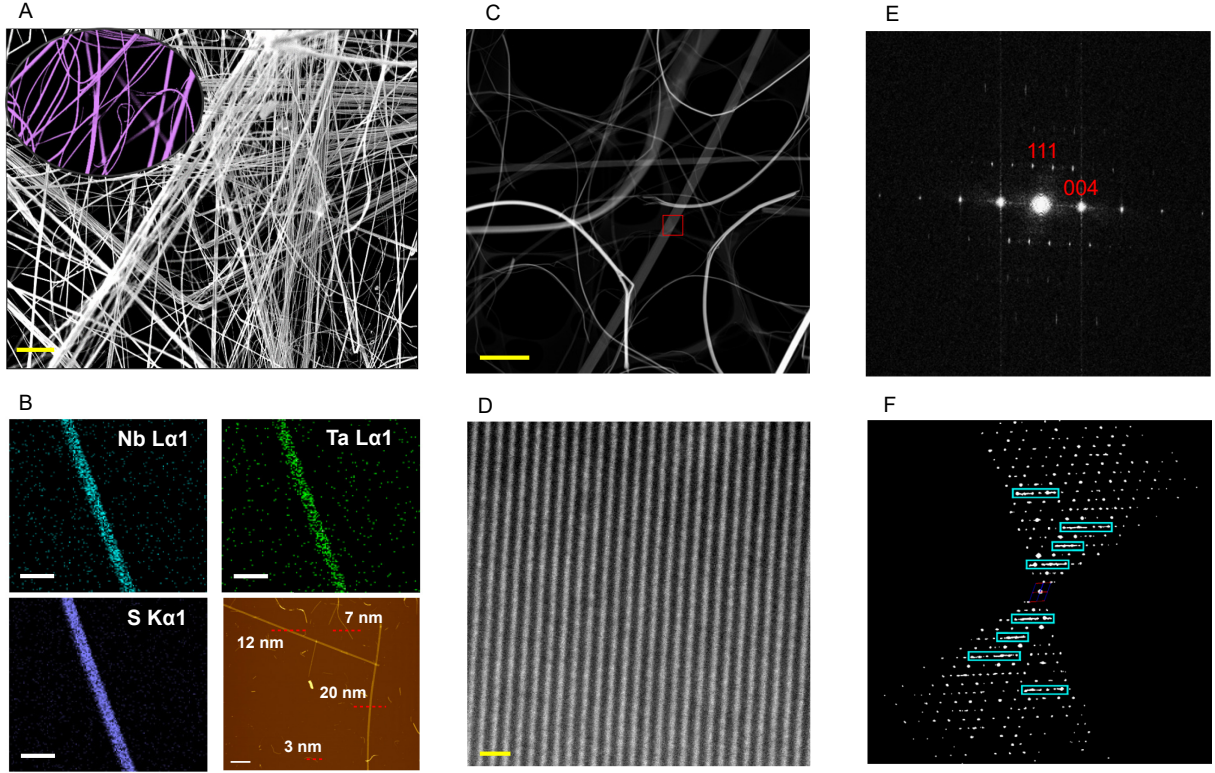 A
C
E
111
004
B
Nb Lα1
Ta Lα1
S Kα1
7 nm
12 nm
20 nm
3 nm
D
F